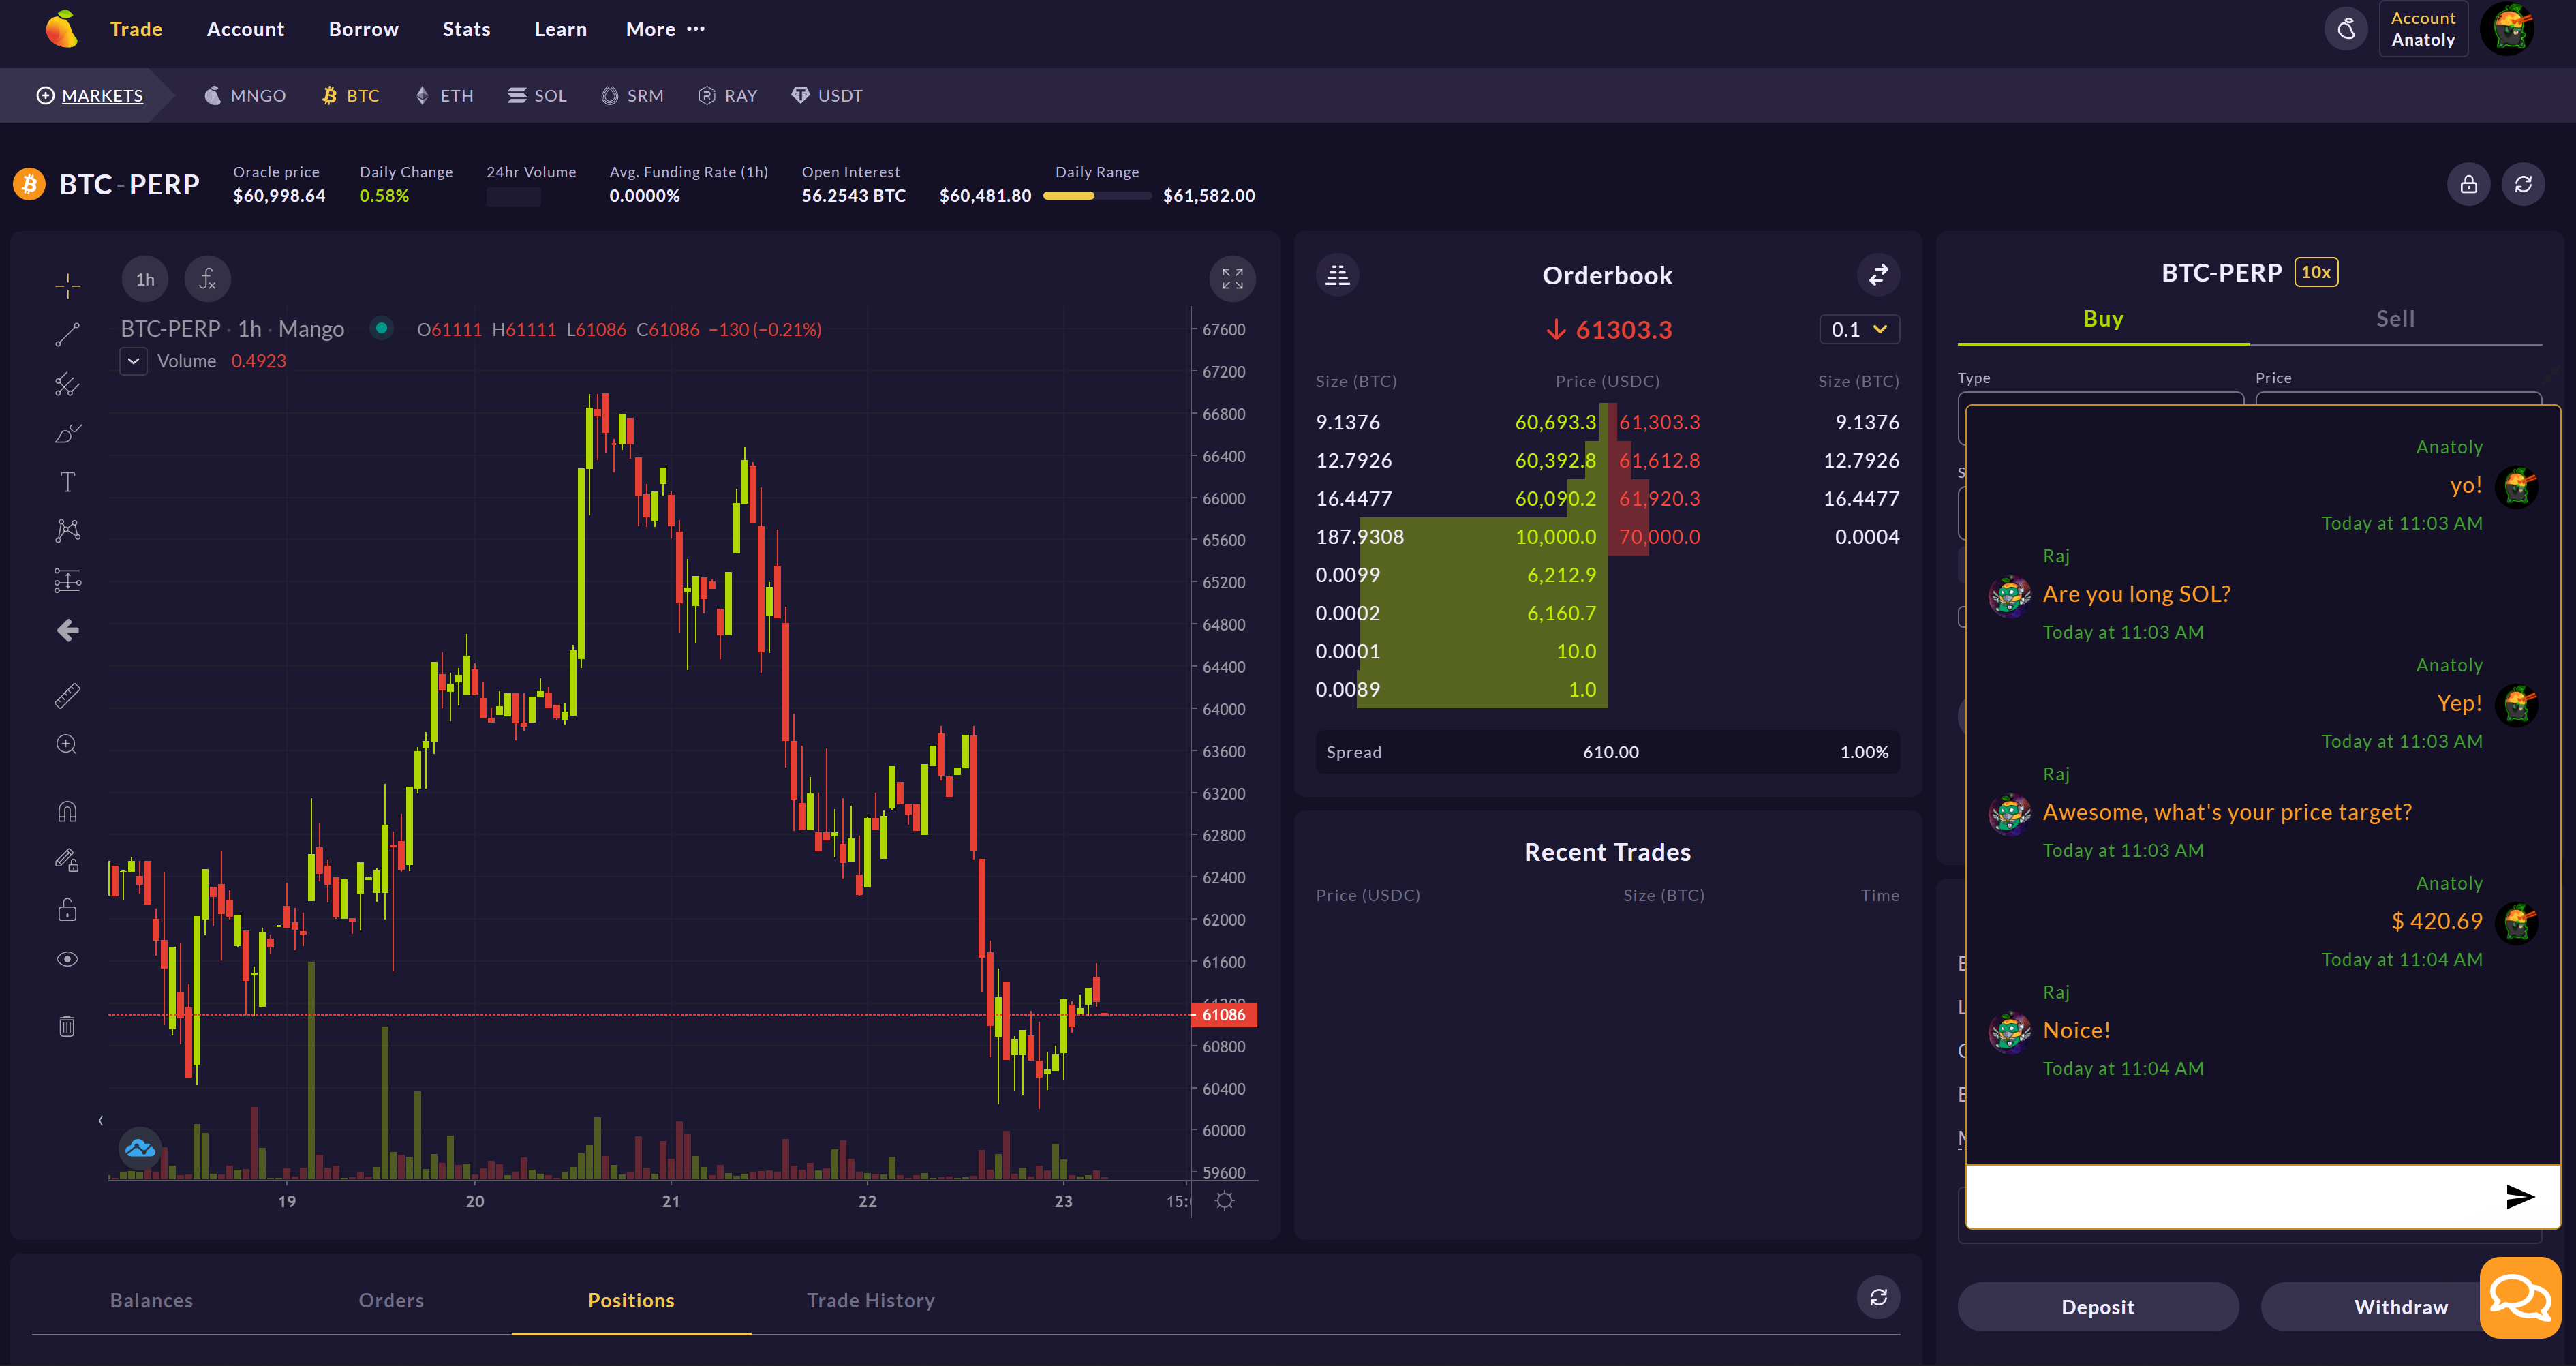 Trade Account Borrow Stats Learn More ···
Account
Anatoly
MARKETS MNGO BTC ETH SOL SRM RAY USDT
BTC-PERP
Oracle price
$60,998.64
Daily Change
0.58%
24hr Volume
Avg. Funding Rate (1h)
0.0000%
Open Interest
56.2543 BTC
Daily Range
$60,481.80 $61,582.00
1h
BTC-PERP · 1h · Mango O61111 H61111 L61086 C61086 −130 (−0.21%)
Volume 0.4923
67600
67200
66800
66400
66000
65600
65200
64800
64400
64000
63600
63200
62800
62400
62000
61600
61086
60800
60400
60000
59600
19 20 21 22 23 15:
Orderbook
61303.3
0.1
Size (BTC) Price (USDC) Size (BTC)
9.1376 60,693.3 61,303.3 9.1376
12.7926 60,392.8 61,612.8 12.7926
16.4477 60,090.2 61,920.3 16.4477
187.9308 10,000.0 70,000.0 0.0004
0.0099 6,212.9
0.0002 6,160.7
0.0001 10.0
0.0089 1.0
Spread 610.00 1.00%
Recent Trades
Price (USDC) Size (BTC) Time
BTC-PERP 10x
Buy Sell
Type Price
Anatoly
yo!
Today at 11:03 AM
Raj
Are you long SOL?
Today at 11:03 AM
Anatoly
Yep!
Today at 11:03 AM
Raj
Awesome, what's your price target?
Today at 11:03 AM
Anatoly
$ 420.69
Today at 11:04 AM
Raj
Noice!
Today at 11:04 AM
Deposit Withdraw
Balances Orders Positions Trade History